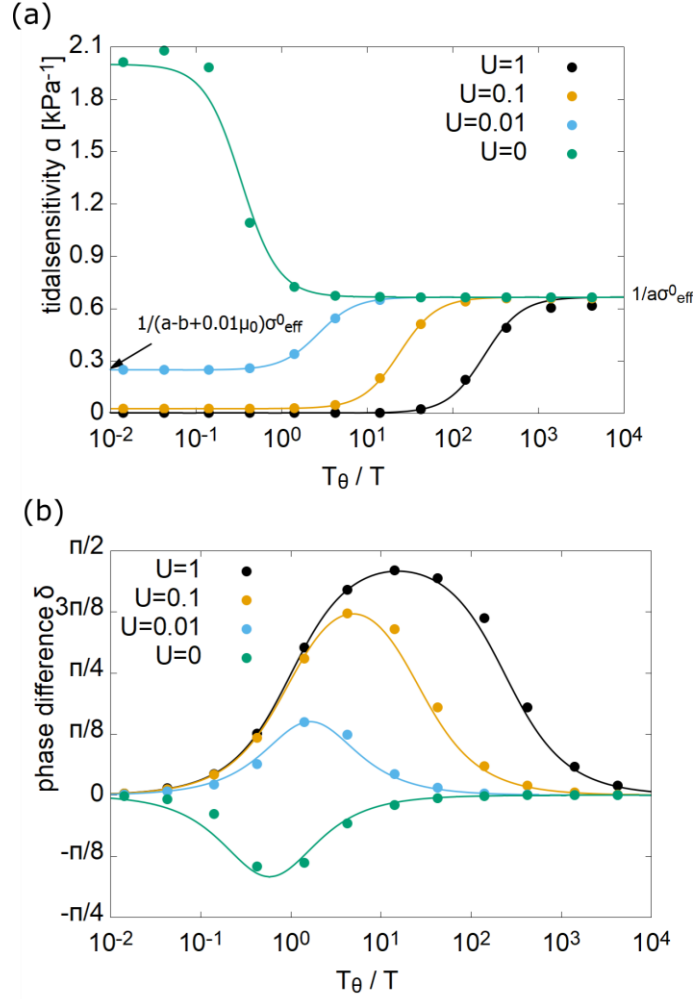 (a)
tidalsensitivity α [kPa⁻¹]
2.1
1.8
1.5
1.2
0.9
0.6
0.3
0
U=1
U=0.1
U=0.01
U=0
1/aσ⁰eff
1/(a-b+0.01μ₀)σ⁰eff
10⁻² 10⁻¹ 10⁰ 10¹ 10² 10³ 10⁴
Tθ / T
(b)
phase difference δ
π/2
3π/8
π/4
π/8
0
-π/8
-π/4
U=1
U=0.1
U=0.01
U=0
10⁻² 10⁻¹ 10⁰ 10¹ 10² 10³ 10⁴
Tθ / T